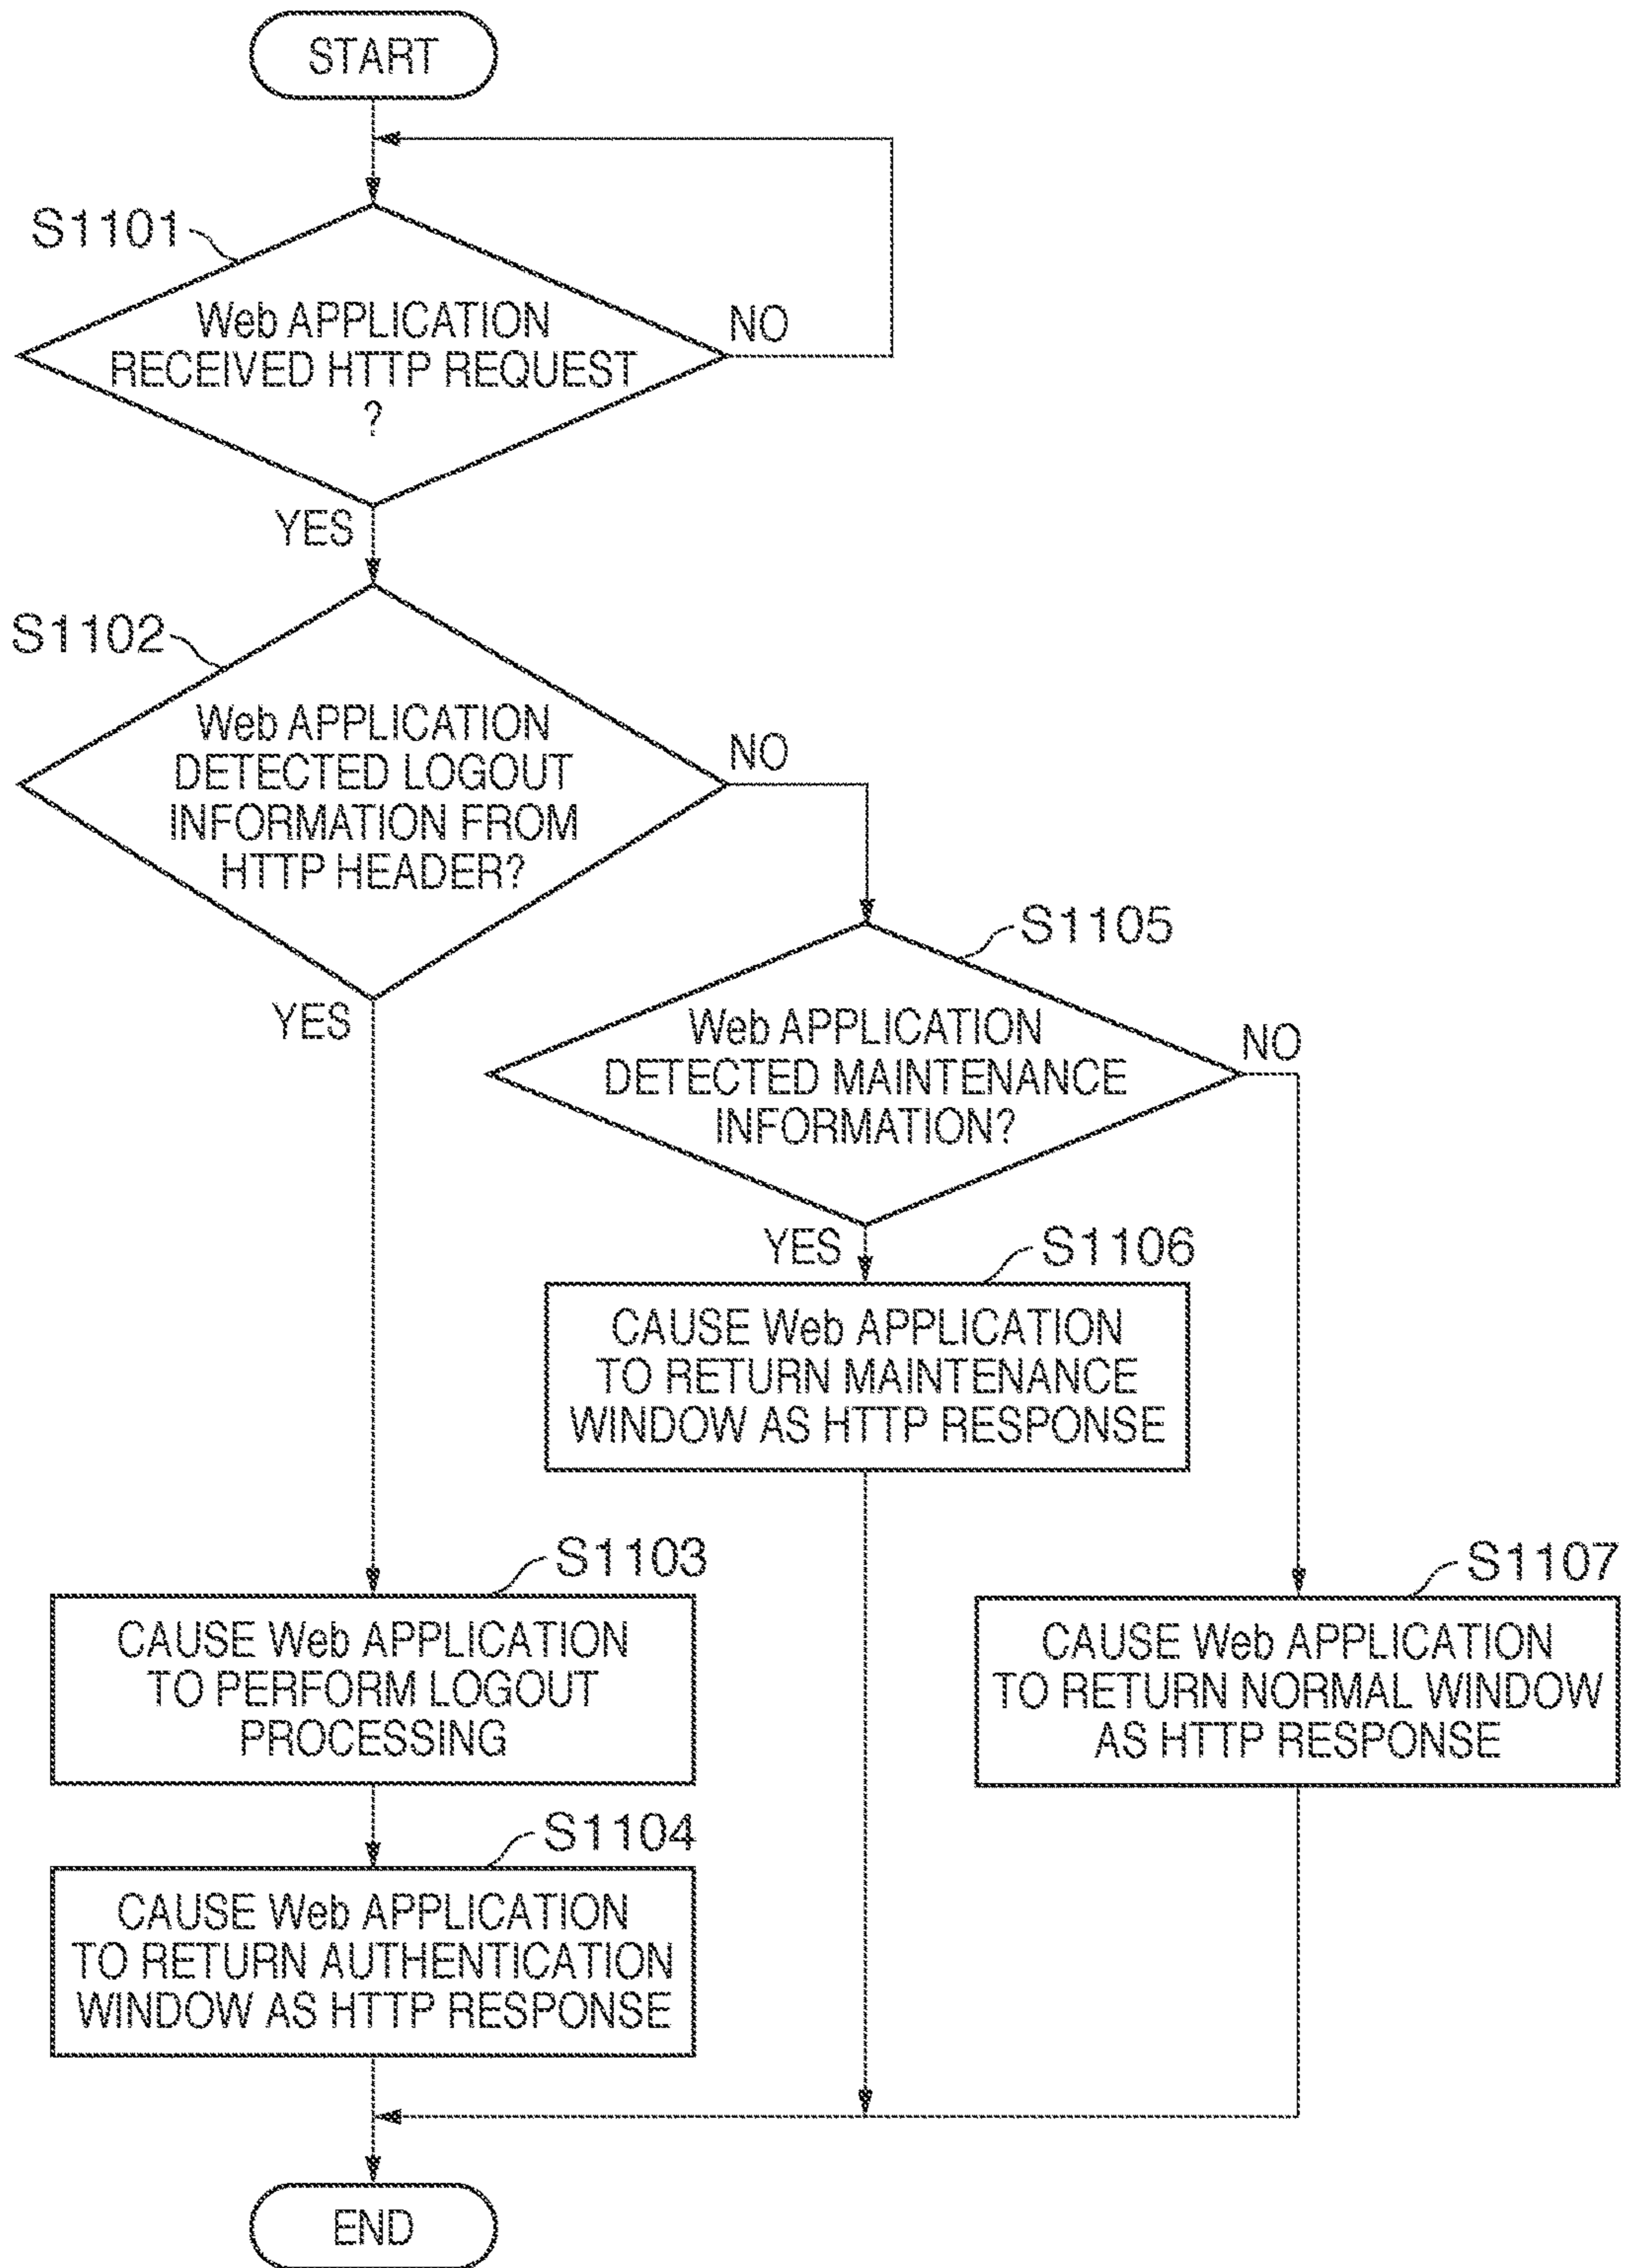 START
S1101
Web APPLICATION
RECEIVED HTTP REQUEST
?
NO
YES
S1102
Web APPLICATION
DETECTED LOGOUT
INFORMATION FROM
HTTP HEADER?
NO
YES
S1105
Web APPLICATION
DETECTED MAINTENANCE
INFORMATION?
NO
YES
S1106
CAUSE Web APPLICATION
TO RETURN MAINTENANCE
WINDOW AS HTTP RESPONSE
S1103
CAUSE Web APPLICATION
TO PERFORM LOGOUT
PROCESSING
S1107
CAUSE Web APPLICATION
TO RETURN NORMAL WINDOW
AS HTTP RESPONSE
S1104
CAUSE Web APPLICATION
TO RETURN AUTHENTICATION
WINDOW AS HTTP RESPONSE
END